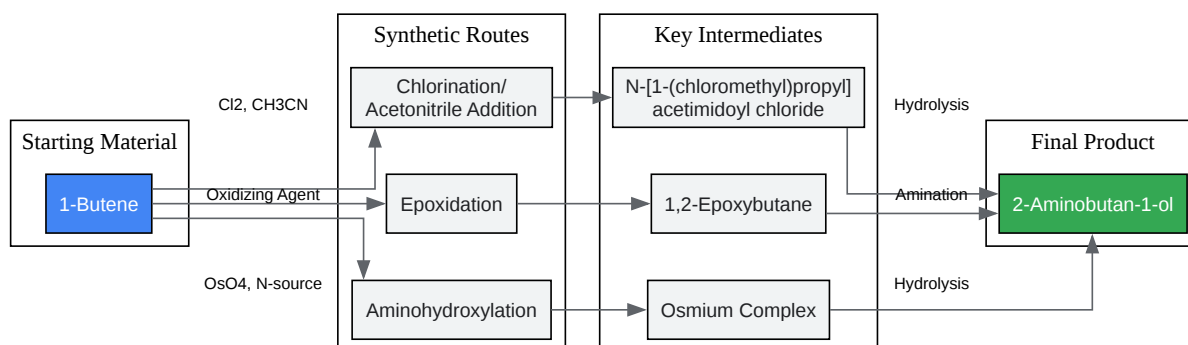 Synthetic Routes
Key Intermediates
Cl2, CH3CN
Chlorination/
Acetonitrile Addition
N-[1-(chloromethyl)propyl]
acetimidoyl chloride
Hydrolysis
Starting Material
Final Product
1-Butene
Oxidizing Agent
Epoxidation
1,2-Epoxybutane
Amination
2-Aminobutan-1-ol
OsO4, N-source
Aminohydroxylation
Osmium Complex
Hydrolysis